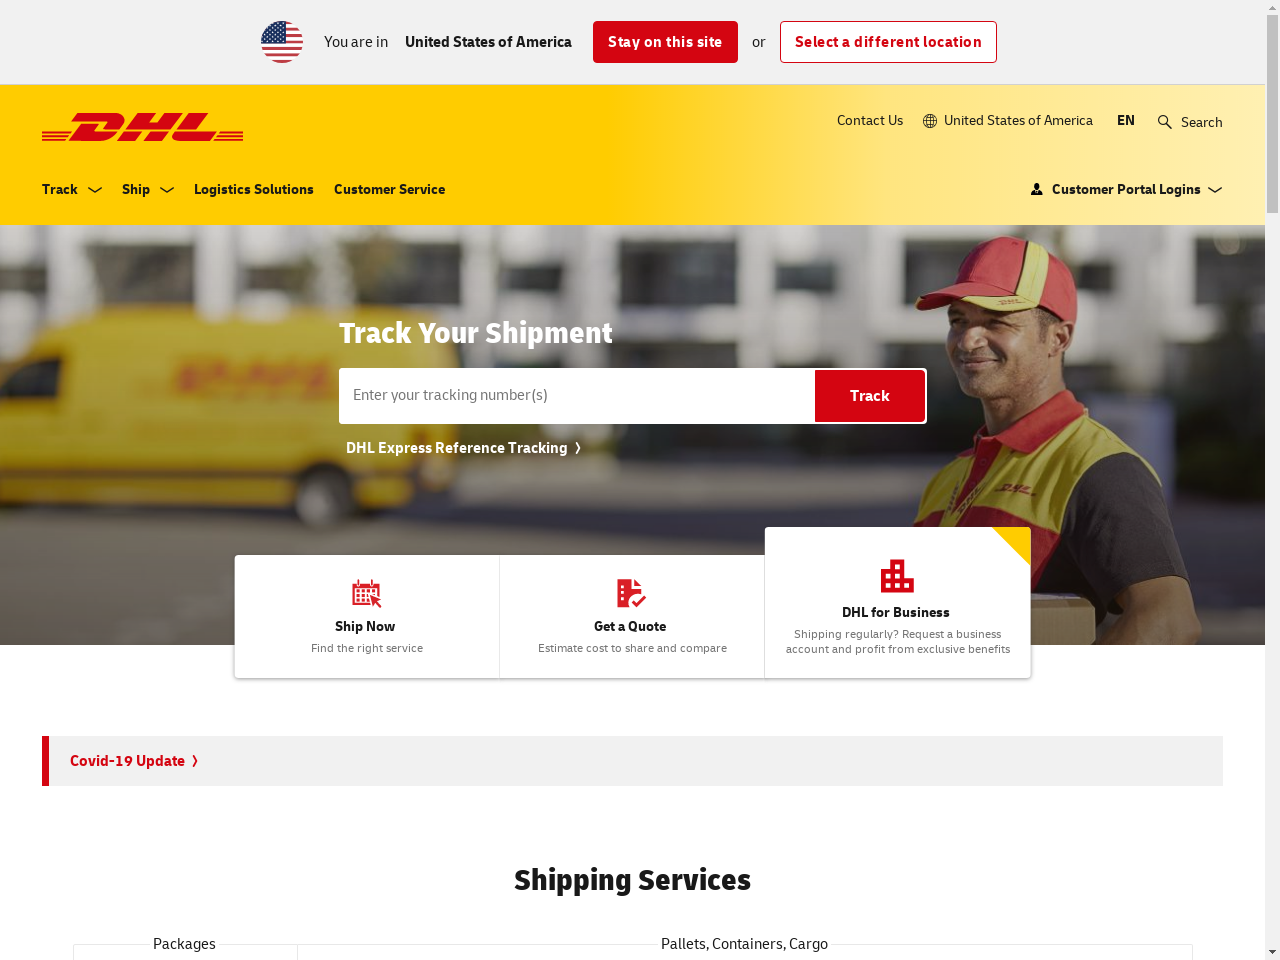 You are in United States of America Stay on this site or Select a different location
DHL
Contact Us United States of America EN Search
Track Ship Logistics Solutions Customer Service Customer Portal Logins
Track Your Shipment
Enter your tracking number(s) Track
DHL Express Reference Tracking
Ship Now
Find the right service
Get a Quote
Estimate cost to share and compare
DHL for Business
Shipping regularly? Request a business
account and profit from exclusive benefits
Covid-19 Update
Shipping Services
Packages Pallets, Containers, Cargo